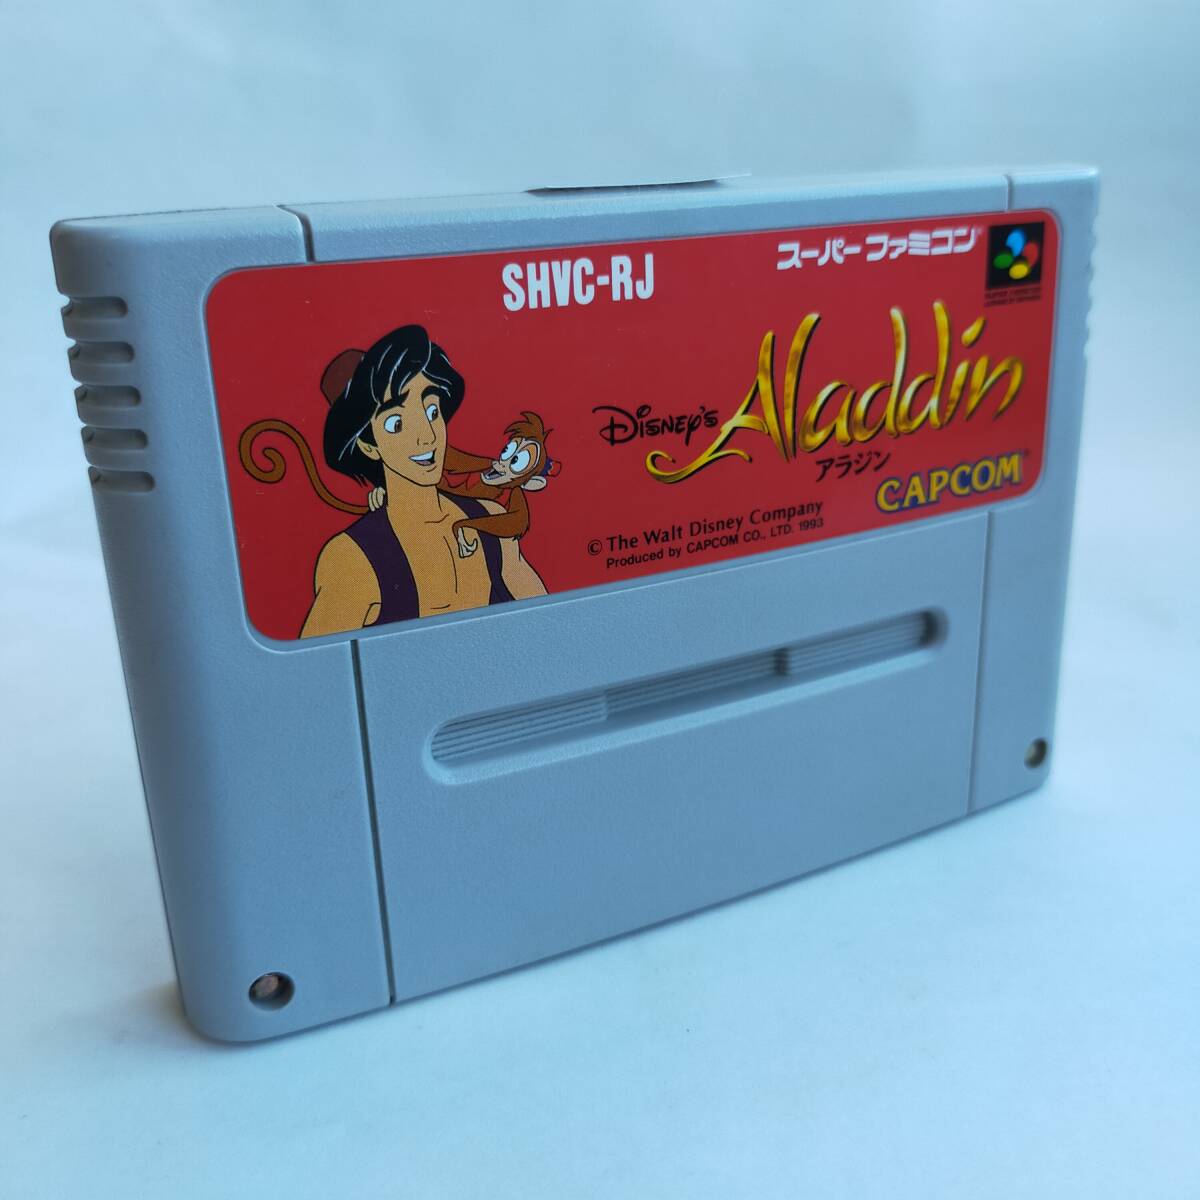 SHVC-RJ
スーパーファミコン
Disney's Aladdin
アラジン
CAPCOM
© The Walt Disney Company
Produced by CAPCOM CO., LTD. 1993